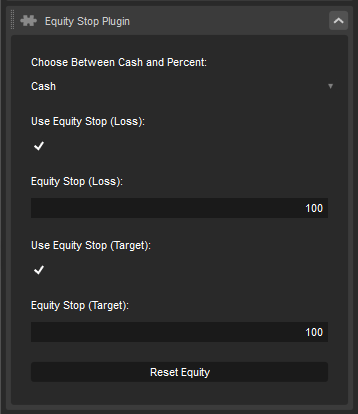 Equity Stop Plugin
Choose Between Cash and Percent:
Cash
Use Equity Stop (Loss):
Equity Stop (Loss):
100
Use Equity Stop (Target):
Equity Stop (Target):
100
Reset Equity